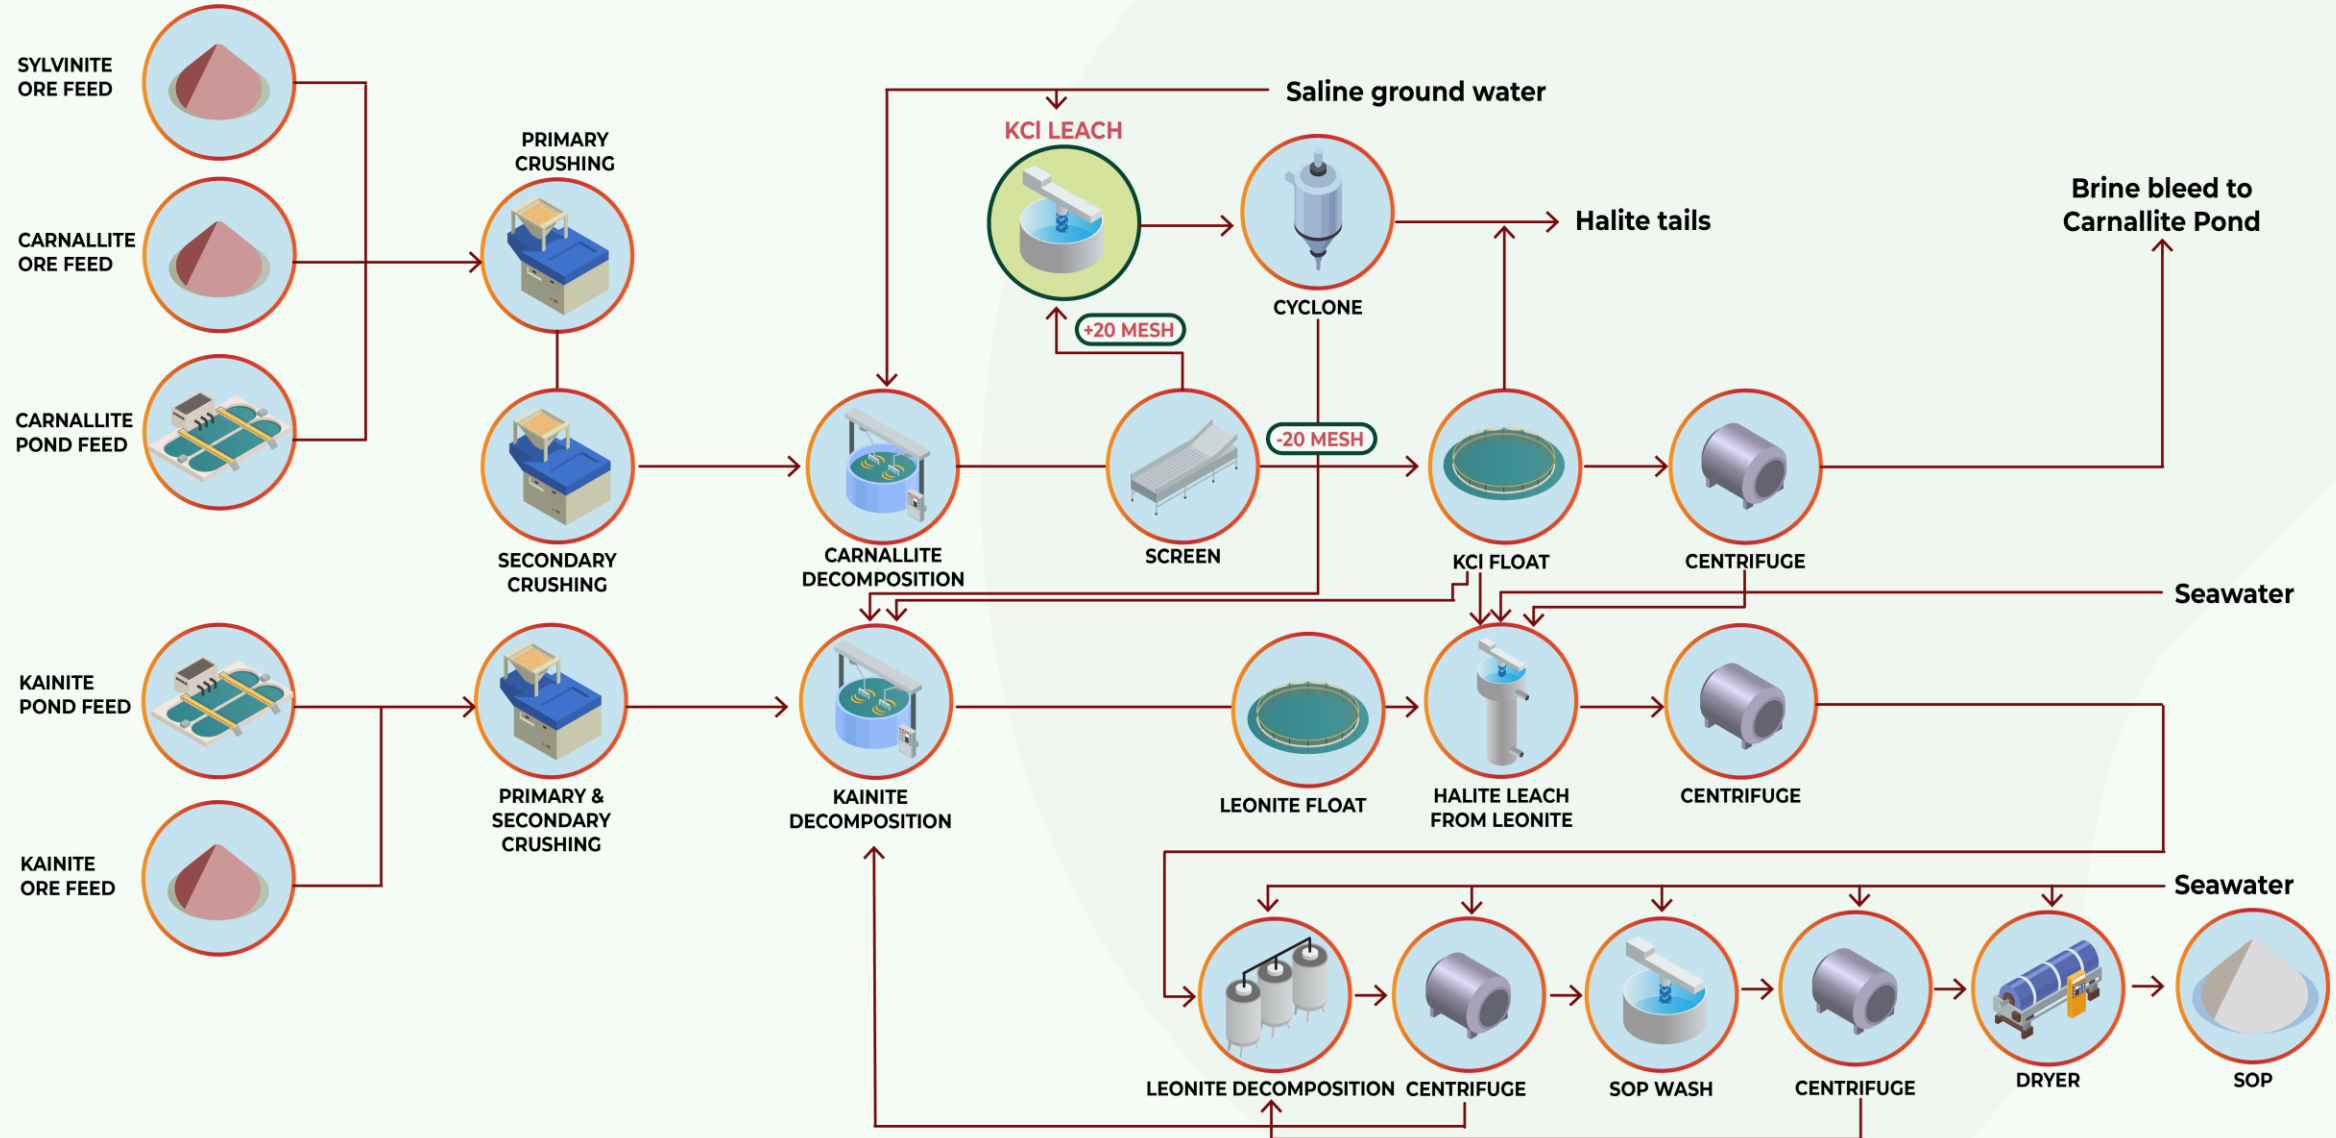 SYLVINITE
ORE FEED
CARNALLITE
ORE FEED
CARNALLITE
POND FEED
PRIMARY
CRUSHING
SECONDARY
CRUSHING
Saline ground water
KCl LEACH
CYCLONE
Halite tails
Brine bleed to
Carnallite Pond
+20 MESH
-20 MESH
CARNALLITE
DECOMPOSITION
SCREEN
KCl FLOAT
CENTRIFUGE
Seawater
KAINITE
POND FEED
KAINITE
ORE FEED
PRIMARY &
SECONDARY
CRUSHING
KAINITE
DECOMPOSITION
LEONITE FLOAT
HALITE LEACH
FROM LEONITE
CENTRIFUGE
Seawater
LEONITE DECOMPOSITION
CENTRIFUGE
SOP WASH
CENTRIFUGE
DRYER
SOP